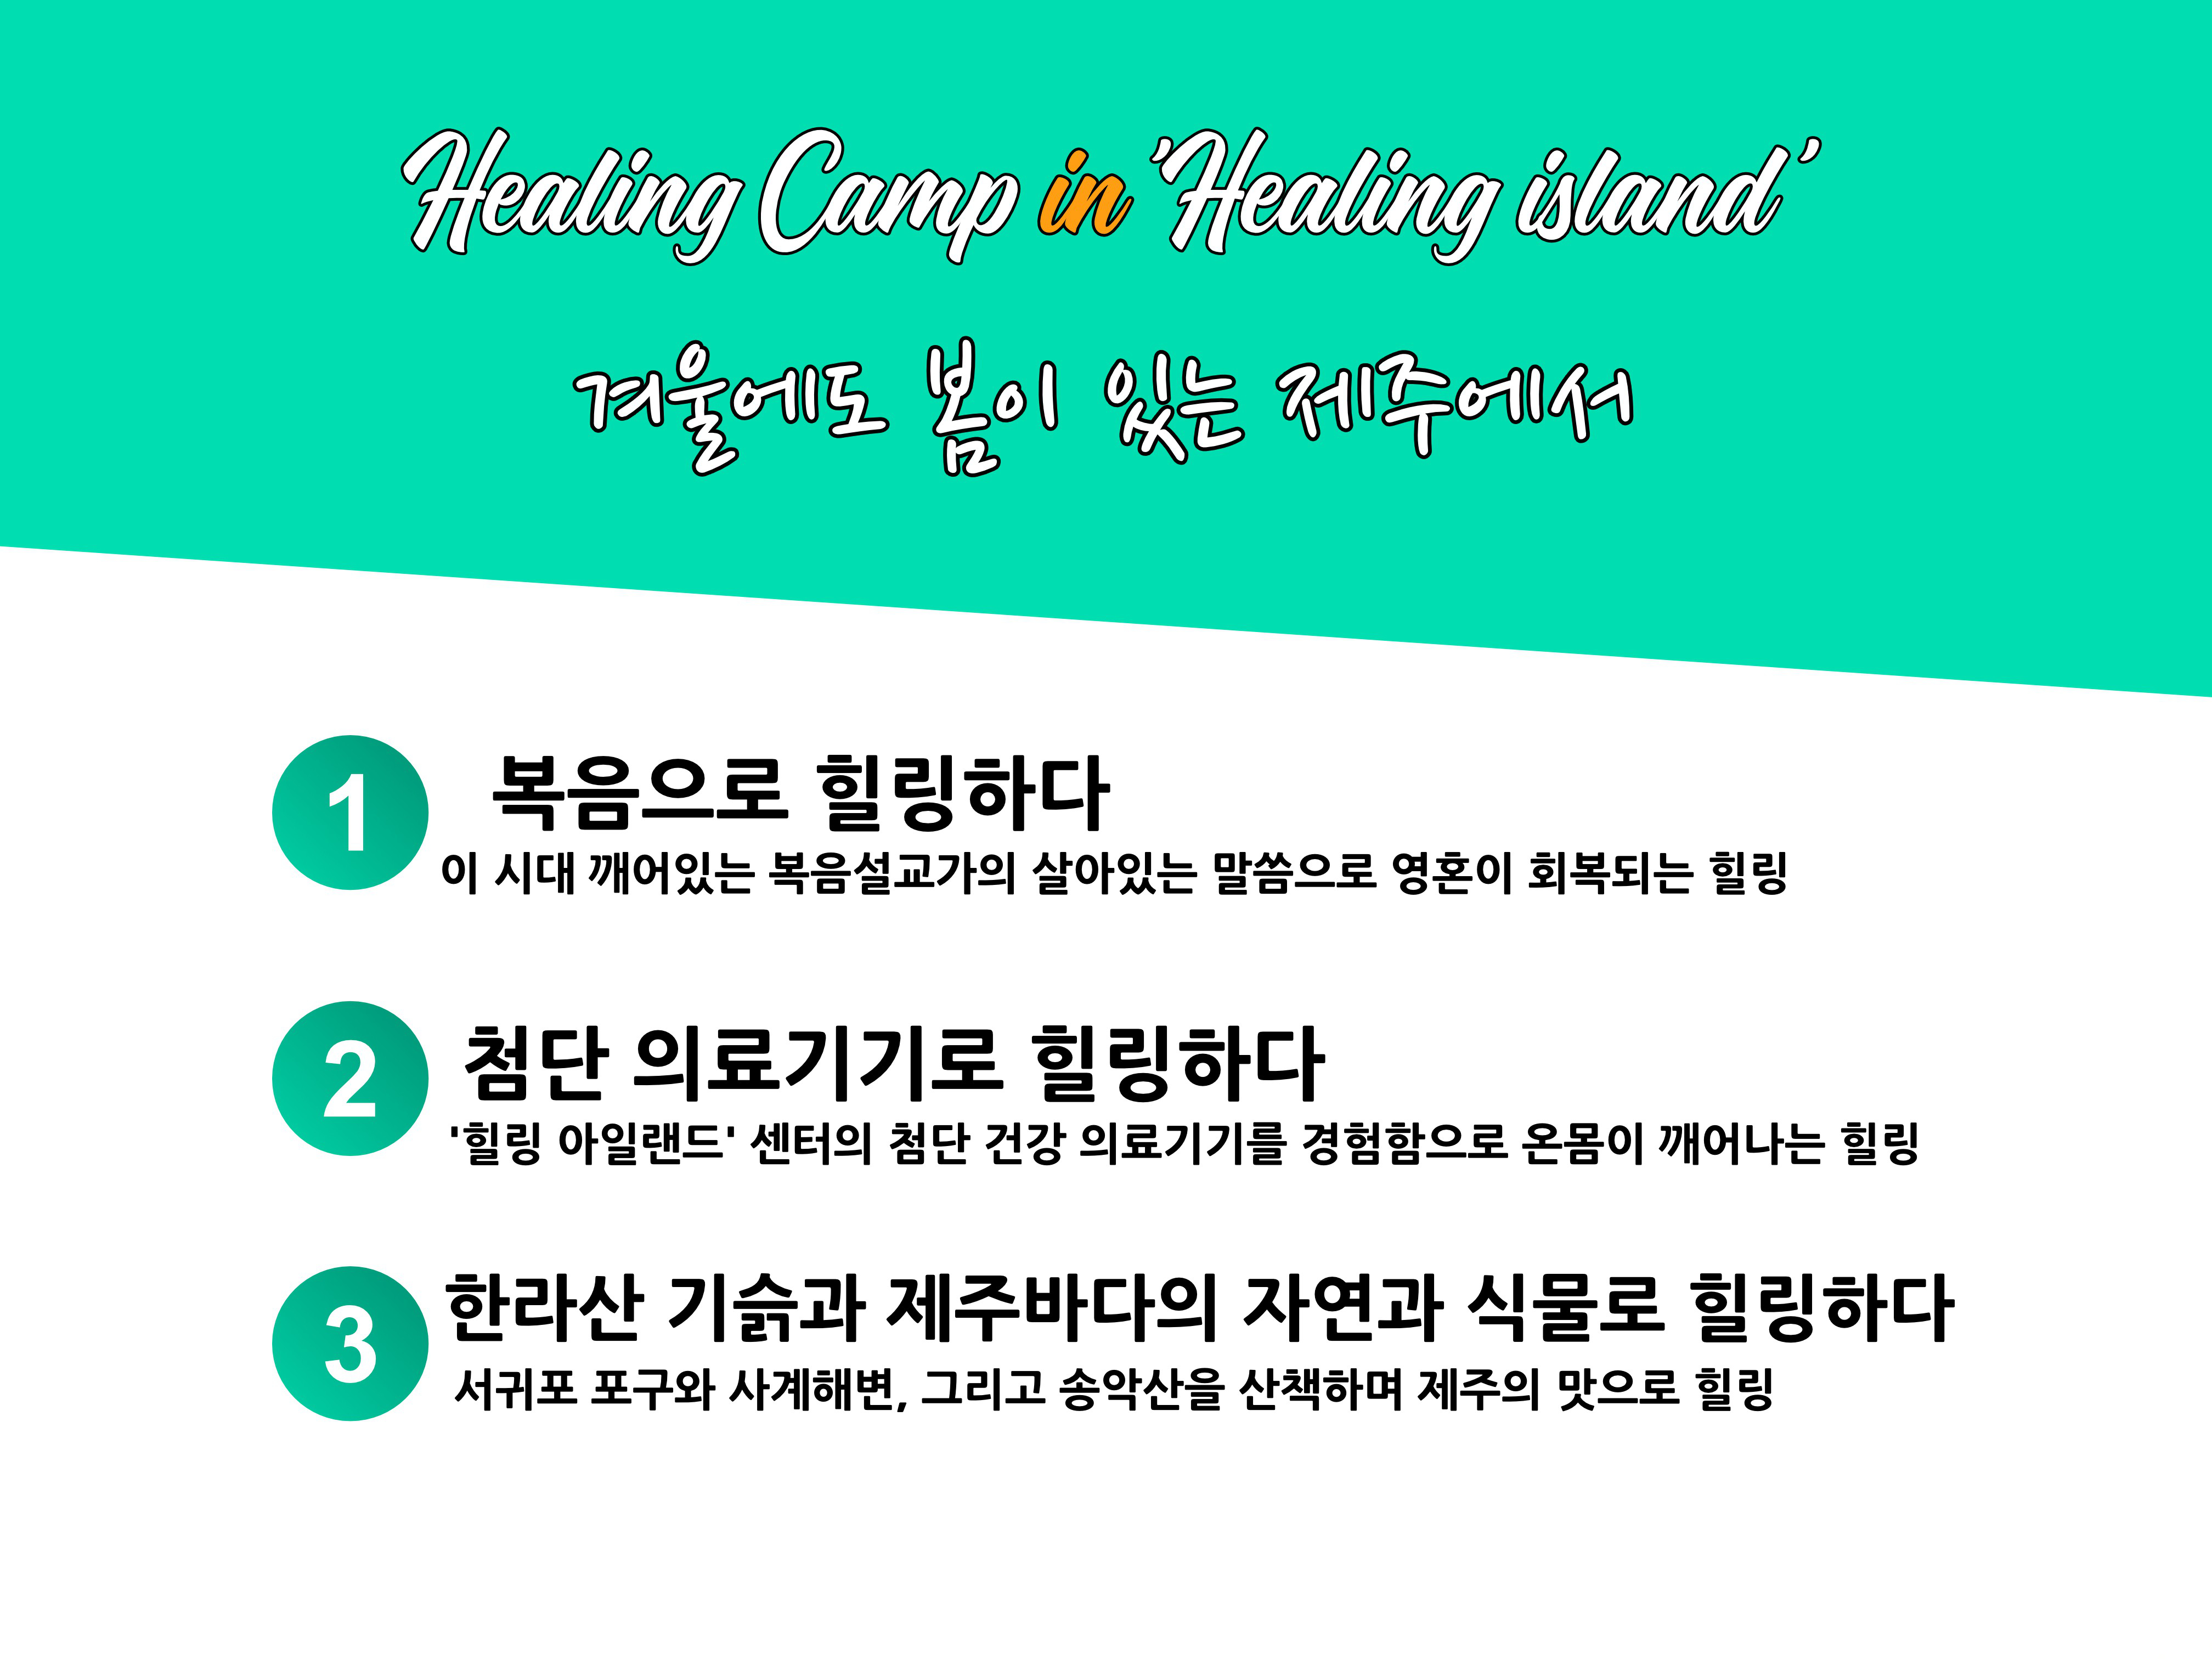 Healing Camp in 'Healing island'
겨울에도 봄이 있는 제주에서
1 복음으로 힐링하다
이 시대 깨어있는 복음설교가의 살아있는 말씀으로 영혼이 회복되는 힐링
2 첨단 의료기기로 힐링하다
'힐링 아일랜드' 센터의 첨단 건강 의료기기를 경험함으로 온몸이 깨어나는 힐링
3 한라산 기슭과 제주바다의 자연과 식물로 힐링하다
서귀포 포구와 사계해변, 그리고 송악산을 산책하며 제주의 맛으로 힐링